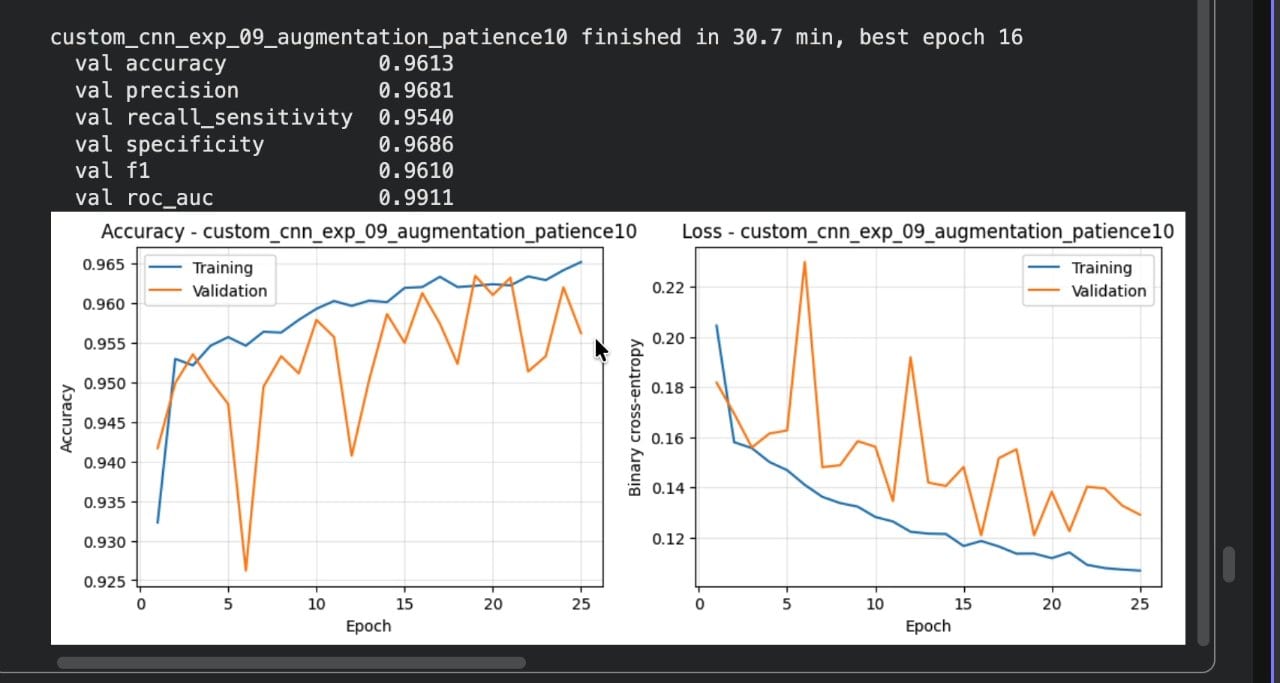 custom_cnn_exp_09_augmentation_patience10 finished in 30.7 min, best epoch 16
val accuracy 0.9613
val precision 0.9681
val recall_sensitivity 0.9540
val specificity 0.9686
val f1 0.9610
val roc_auc 0.9911
Accuracy - custom_cnn_exp_09_augmentation_patience10
Training
Validation
0.965
0.960
0.955
0.950
0.945
0.940
0.935
0.930
0.925
Accuracy
0 5 10 15 20 25
Epoch
Loss - custom_cnn_exp_09_augmentation_patience10
Training
Validation
0.22
0.20
0.18
0.16
0.14
0.12
Binary cross-entropy
0 5 10 15 20 25
Epoch